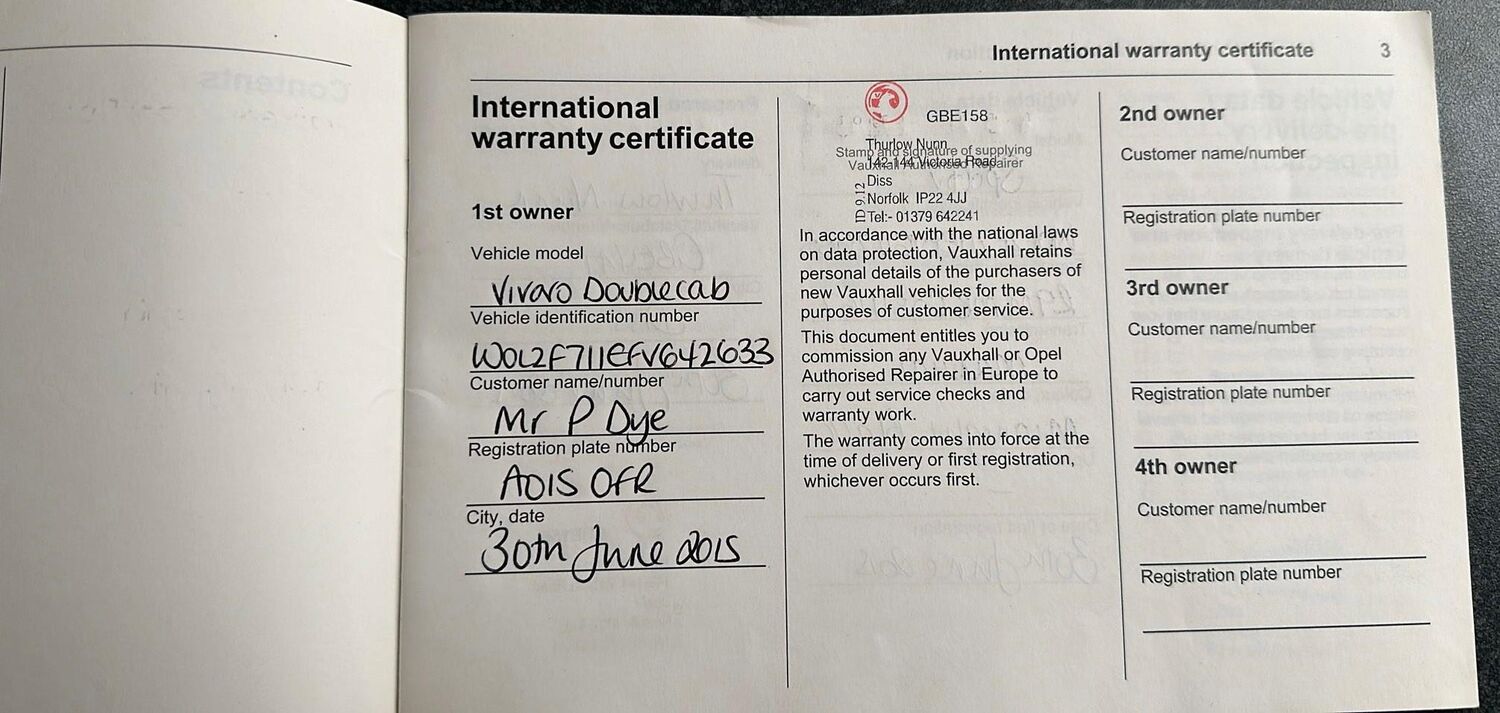 International warranty certificate 3
International
warranty certificate
1st owner
Vehicle model
Vivaro Doublecab
Vehicle identification number
W0L2F711EFV642633
Customer name/number
Mr P Dye
Registration plate number
AO15 OFR
City, date
30th June 2015
GBE158
Thurlow Nunn
Stamp and signature of supplying
142-144 Victoria Road
Vauxhall Authorised Repairer
Diss
Norfolk IP22 4JJ
Tel:- 01379 642241
In accordance with the national laws
on data protection, Vauxhall retains
personal details of the purchasers of
new Vauxhall vehicles for the
purposes of customer service.
This document entitles you to
commission any Vauxhall or Opel
Authorised Repairer in Europe to
carry out service checks and
warranty work.
The warranty comes into force at the
time of delivery or first registration,
whichever occurs first.
2nd owner
Customer name/number
Registration plate number
3rd owner
Customer name/number
Registration plate number
4th owner
Customer name/number
Registration plate number